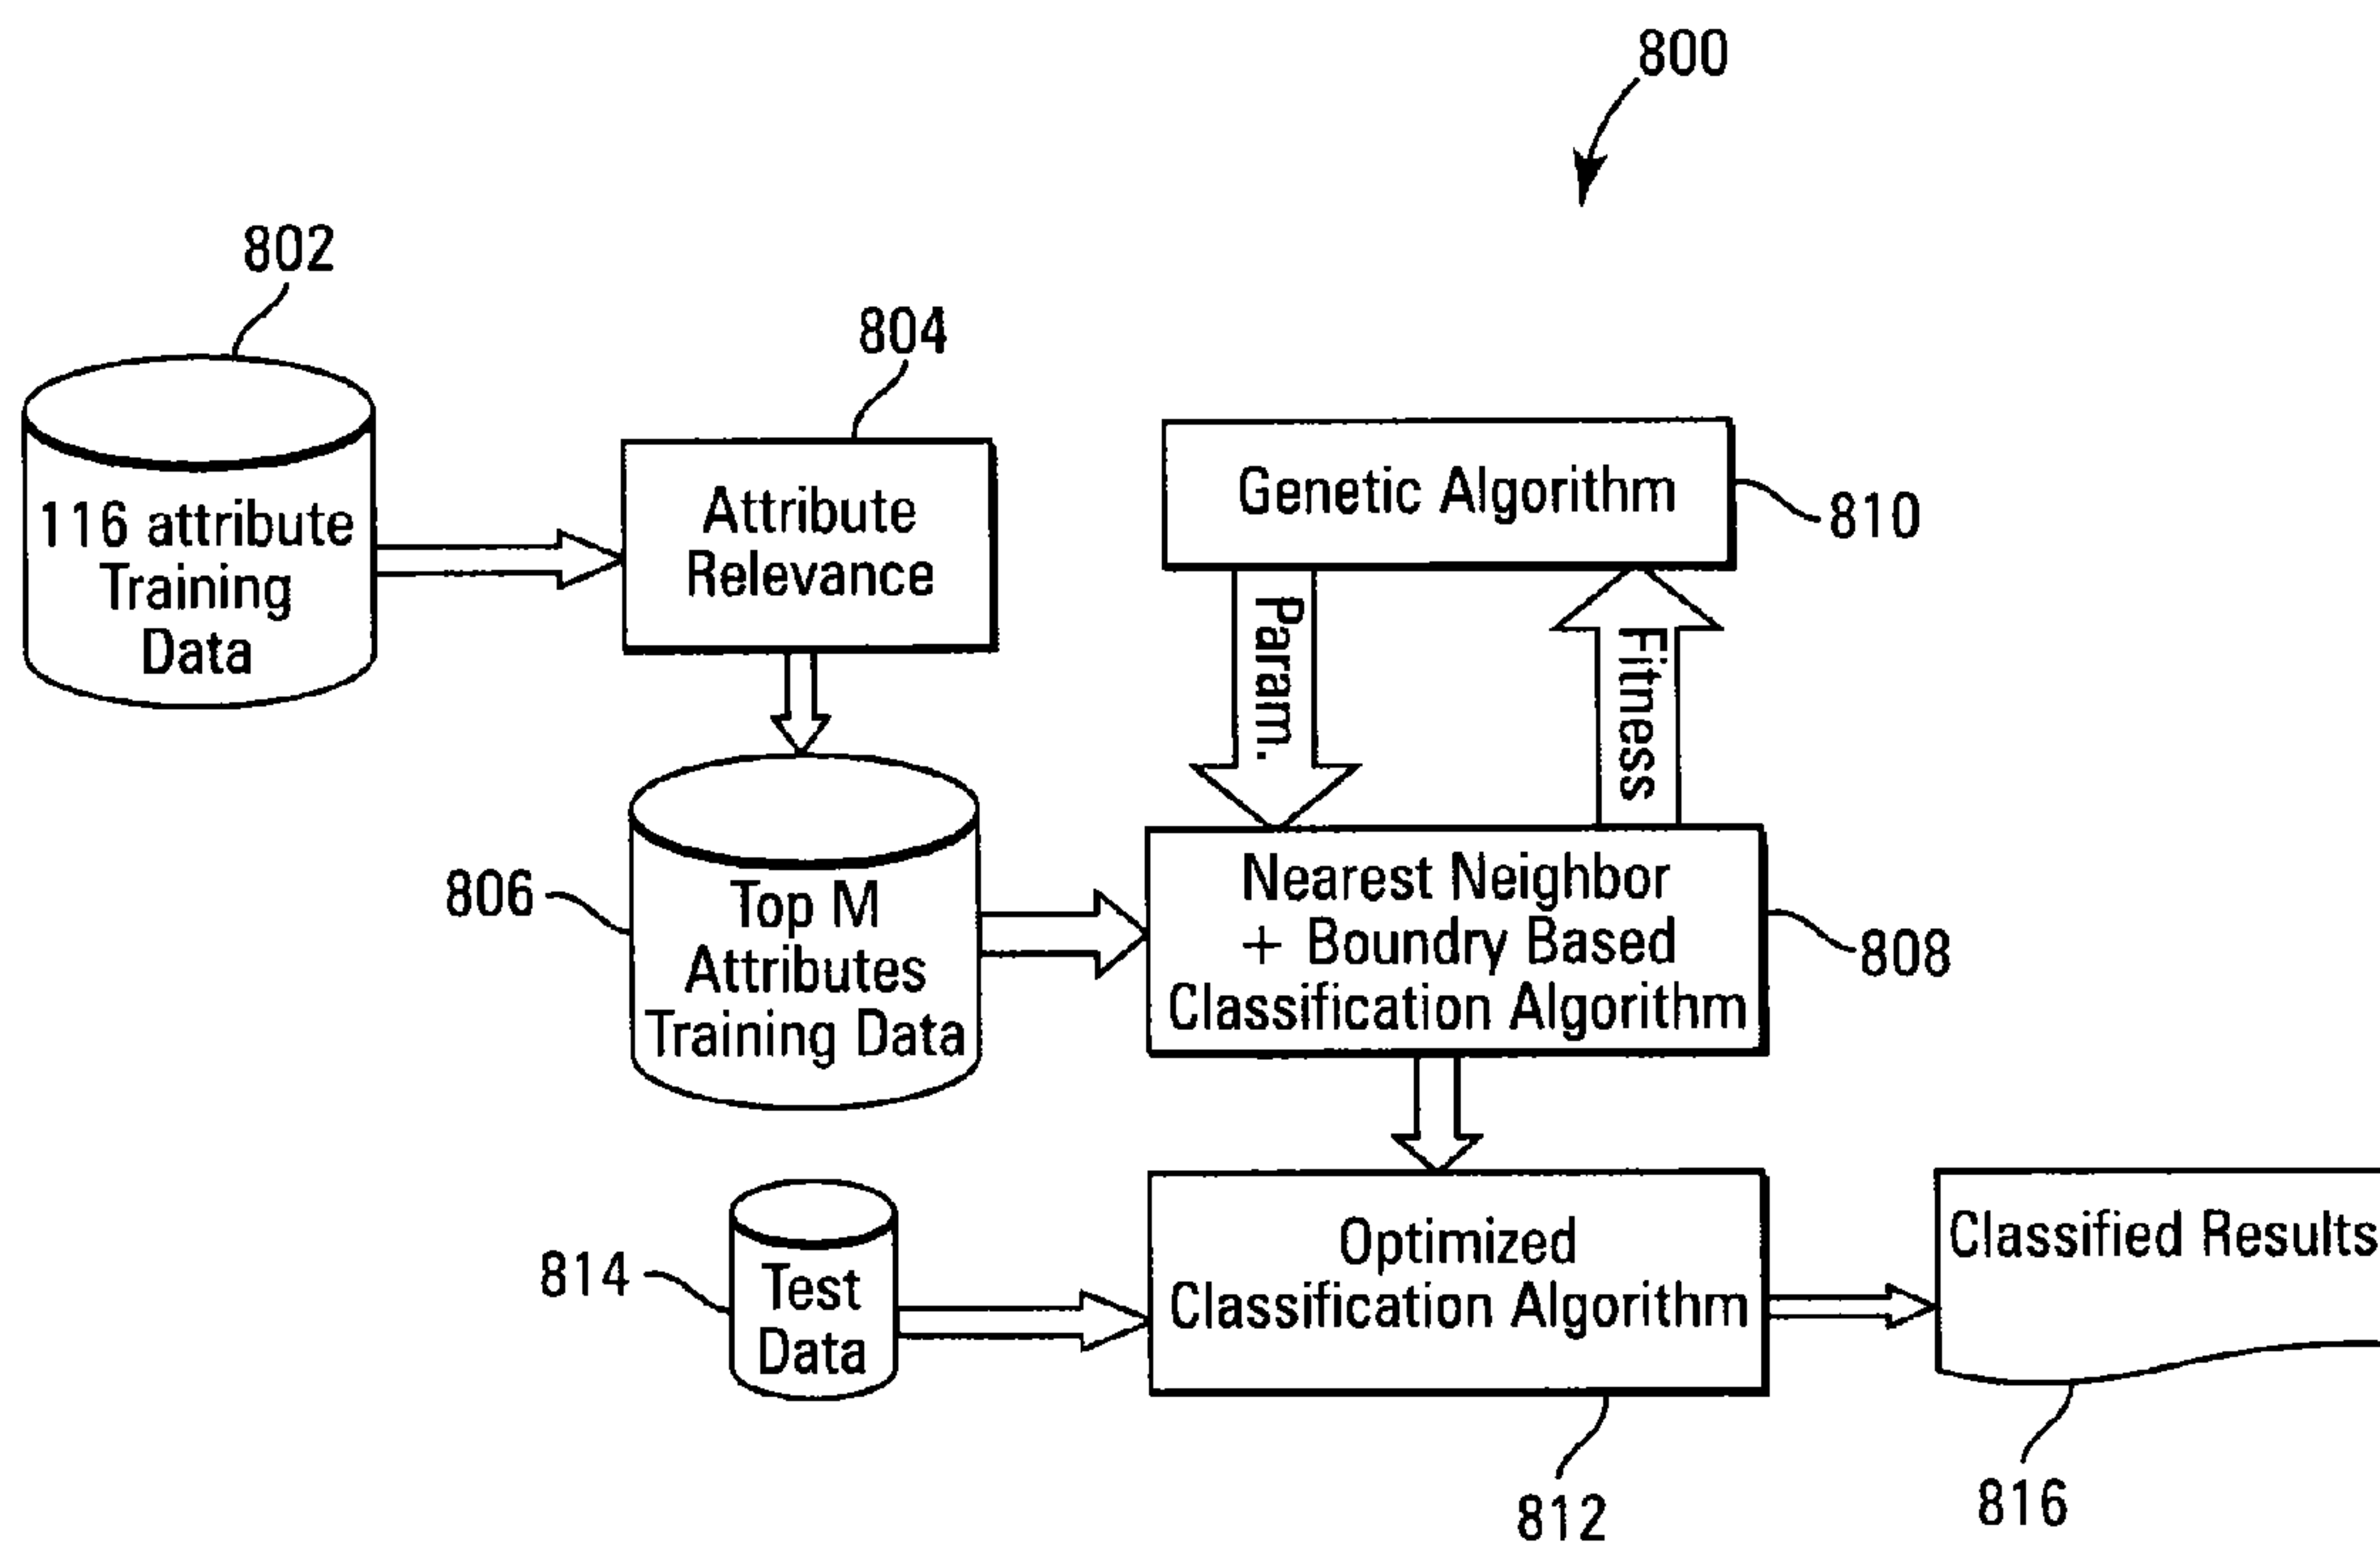 800
802
804
116 attribute
Training
Data
Attribute
Relevance
Genetic Algorithm
810
Param.
Fitness
806
Top M
Attributes
Training Data
Nearest Neighbor
+ Boundry Based
Classification Algorithm
808
814
Test
Data
Optimized
Classification Algorithm
Classified Results
812
816